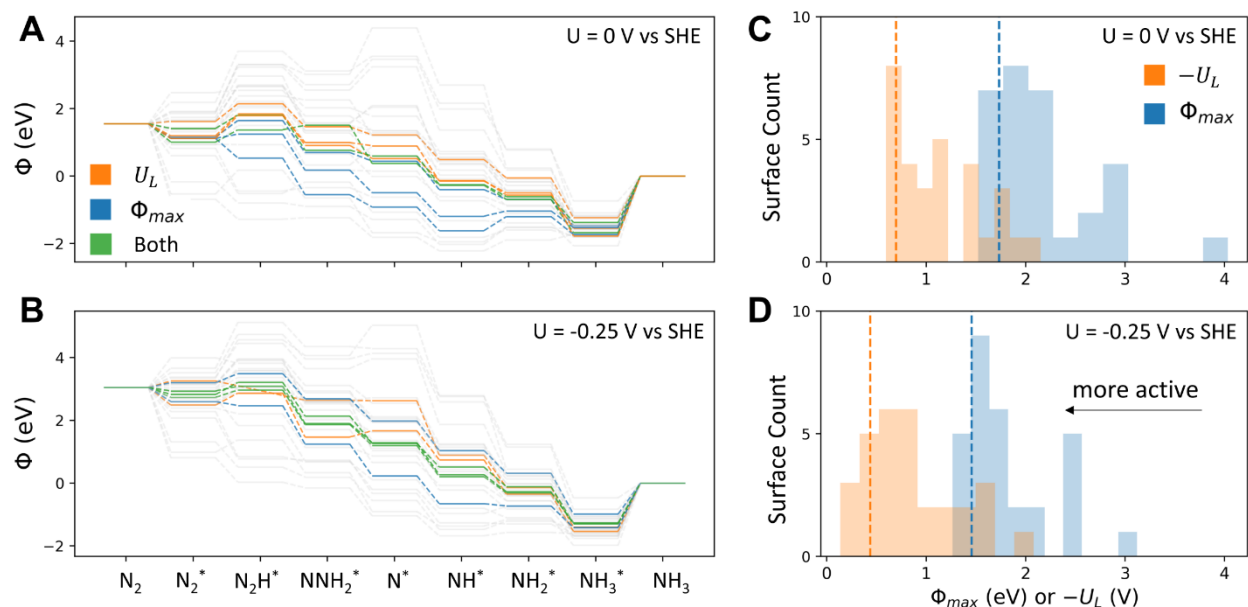 A
U = 0 V vs SHE
Φ (eV)
4
2
0
−2
U_L
Φ_max
Both
B
U = -0.25 V vs SHE
Φ (eV)
4
2
0
−2
N₂ N₂* N₂H* NNH₂* N* NH* NH₂* NH₃* NH₃
C
U = 0 V vs SHE
−U_L
Φ_max
Surface Count
10
5
0
0 1 2 3 4
D
U = -0.25 V vs SHE
more active
Surface Count
10
5
0
0 1 2 3 4
Φ_max (eV) or −U_L (V)